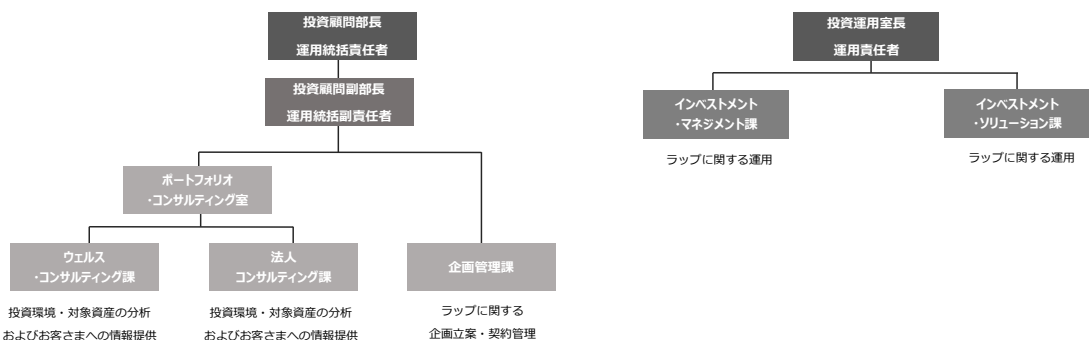 投資顧問部長
運用統括責任者
投資顧問副部長
運用統括副責任者
ポートフォリオ
・コンサルティング室
ウェルス
・コンサルティング課
投資環境・対象資産の分析
およびお客さまへの情報提供
法人
コンサルティング課
投資環境・対象資産の分析
およびお客さまへの情報提供
企画管理課
ラップに関する
企画立案・契約管理
投資運用室長
運用責任者
インベストメント
・マネジメント課
ラップに関する運用
インベストメント
・ソリューション課
ラップに関する運用